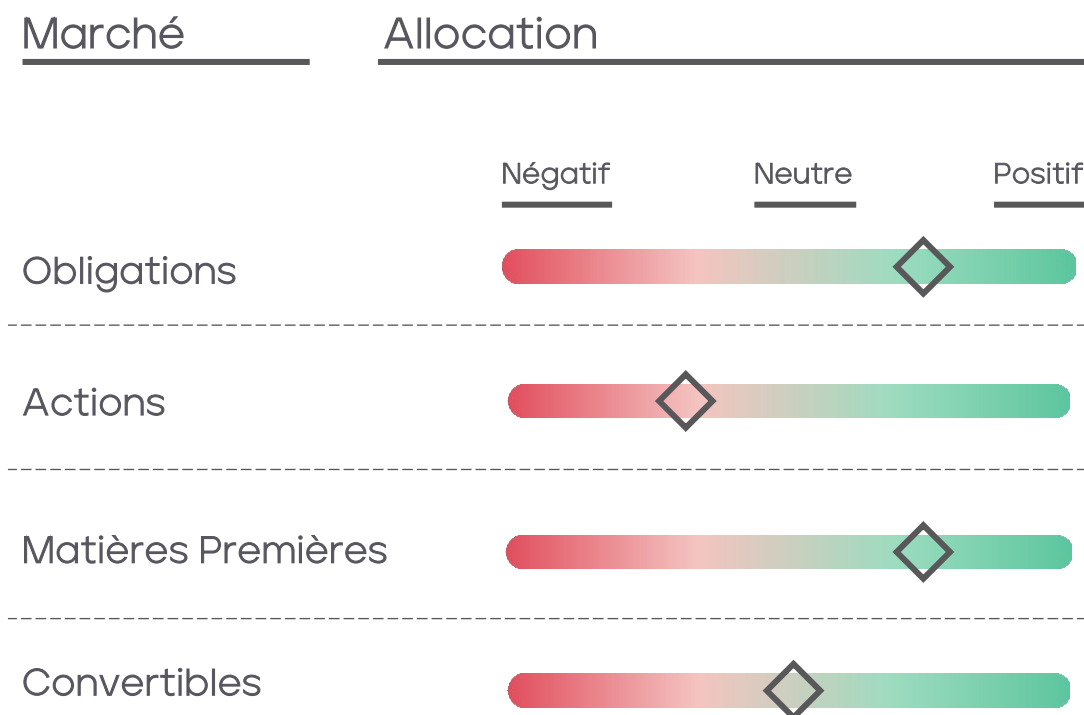 Marché Allocation
Négatif Neutre Positif
Obligations
Actions
Matières Premières
Convertibles